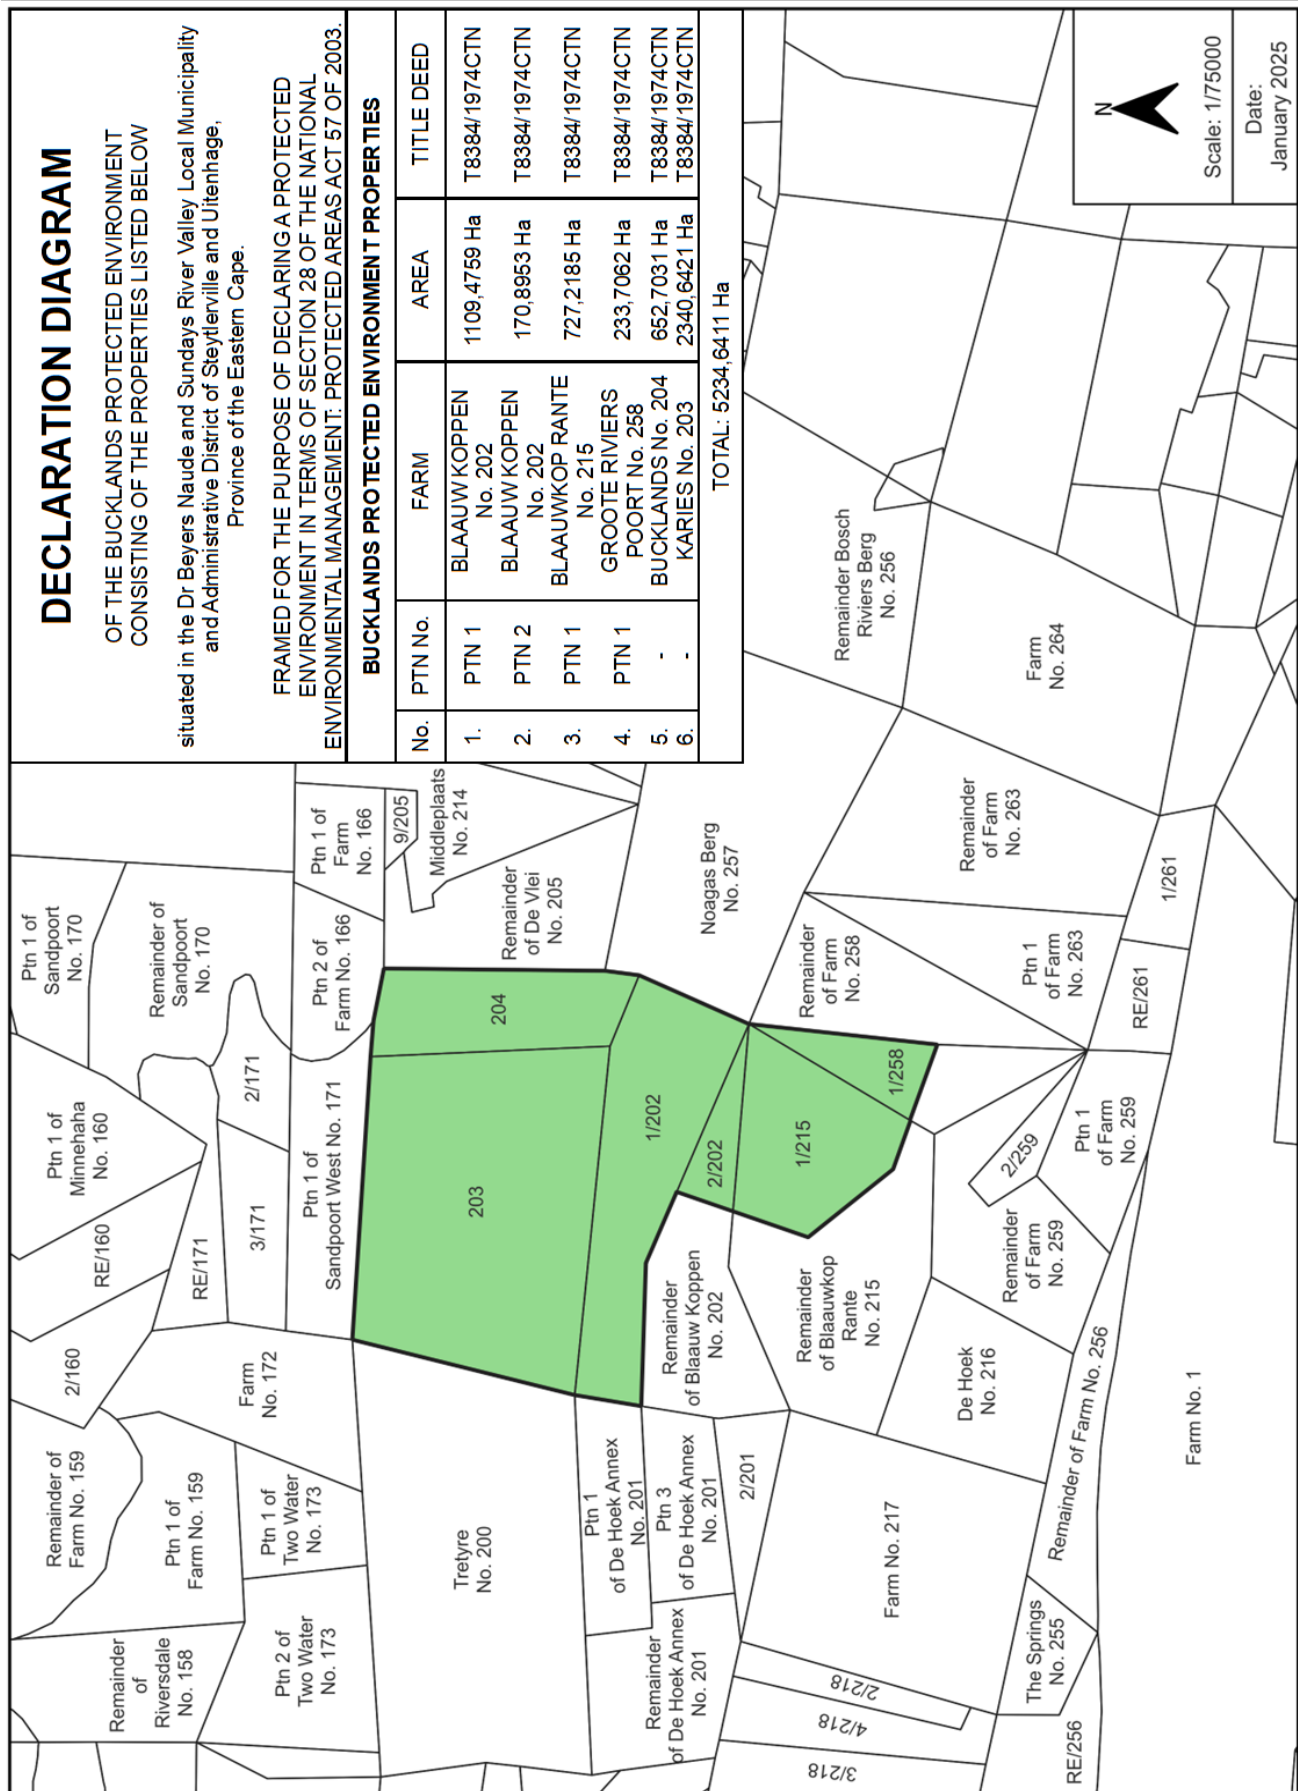 DECLARATION DIAGRAM
OF THE BUCKLANDS PROTECTED ENVIRONMENT
CONSISTING OF THE PROPERTIES LISTED BELOW
situated in the Dr Beyers Naude and Sundays River Valley Local Municipality
and Administrative District of Steytlerville and Uitenhage,
Province of the Eastern Cape.
FRAMED FOR THE PURPOSE OF DECLARING A PROTECTED
ENVIRONMENT IN TERMS OF SECTION 28 OF THE NATIONAL
ENVIRONMENTAL MANAGEMENT: PROTECTED AREAS ACT 57 OF 2003.
BUCKLANDS PROTECTED ENVIRONMENT PROPERTIES
No. PTN No. FARM AREA TITLE DEED
1. PTN 1 BLAAUW KOPPEN No. 202 1109,4759 Ha T8384/1974CTN
2. PTN 2 BLAAUW KOPPEN No. 202 170,8953 Ha T8384/1974CTN
3. PTN 1 BLAAUWKOP RANTE No. 215 727,2185 Ha T8384/1974CTN
4. PTN 1 GROOTE RIVIERS POORT No. 258 233,7062 Ha T8384/1974CTN
5. - BUCKLANDS No. 204 652,7031 Ha T8384/1974CTN
6. - KARIES No. 203 2340,6421 Ha T8384/1974CTN
TOTAL: 5234,6411 Ha
Remainder of
Farm No. 159
2/160
RE/160
Ptn 1 of
Minnehaha
No. 160
Ptn 1 of
Sandpoort
No. 170
Remainder
of
Riversdale
No. 158
Ptn 1 of
Farm No. 159
Remainder of
Sandpoort
No. 170
RE/171
Farm
No. 172
3/171
2/171
Ptn 2 of
Two Water
No. 173
Ptn 1 of
Two Water
No. 173
Ptn 1 of
Sandpoort West No. 171
Ptn 2 of
Farm No. 166
Ptn 1 of
Farm
No. 166
9/205
Middleplaats
No. 214
Tretyre
No. 200
203
204
Remainder
of De Vlei
No. 205
Ptn 1
of De Hoek Annex
No. 201
1/202
Remainder
of De Hoek Annex
No. 201
Ptn 3
of De Hoek Annex
No. 201
Remainder
of Blaauw Koppen
No. 202
2/202
Noagas Berg
No. 257
2/201
1/215
Remainder
of Farm
No. 258
Remainder Bosch
Riviers Berg
No. 256
3/218
4/218
2/218
Farm No. 217
Remainder
of Blaauwkop
Rante
No. 215
1/258
De Hoek
No. 216
Remainder
of Farm
No. 259
2/259
Ptn 1
of Farm
No. 263
Remainder
of Farm
No. 263
Farm
No. 264
The Springs
No. 255
RE/256
Remainder of Farm No. 256
Ptn 1
of Farm
No. 259
RE/261
1/261
Farm No. 1
N
Scale: 1/75000
Date:
January 2025